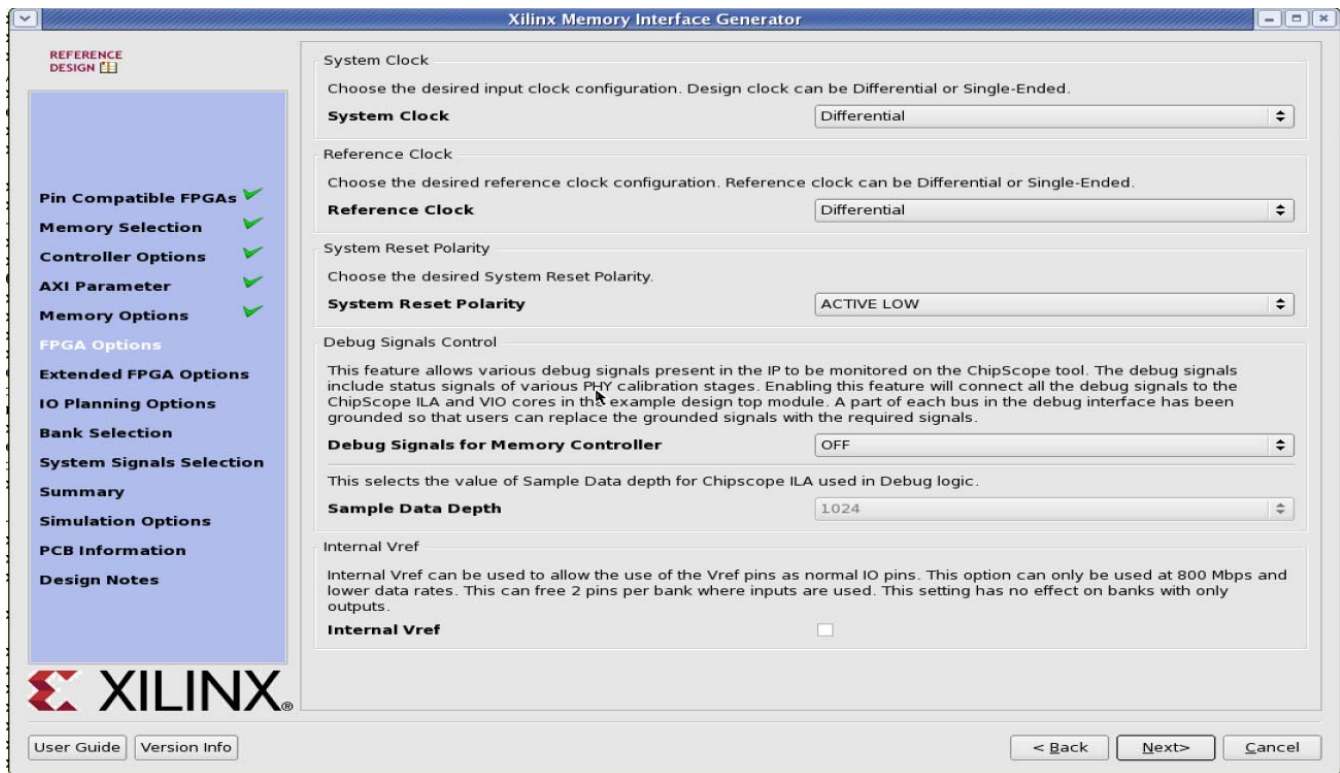 Xilinx Memory Interface Generator
REFERENCE
DESIGN
Pin Compatible FPGAs
Memory Selection
Controller Options
AXI Parameter
Memory Options
FPGA Options
Extended FPGA Options
IO Planning Options
Bank Selection
System Signals Selection
Summary
Simulation Options
PCB Information
Design Notes
XILINX®
System Clock
Choose the desired input clock configuration. Design clock can be Differential or Single-Ended.
System Clock Differential
Reference Clock
Choose the desired reference clock configuration. Reference clock can be Differential or Single-Ended.
Reference Clock Differential
System Reset Polarity
Choose the desired System Reset Polarity.
System Reset Polarity ACTIVE LOW
Debug Signals Control
This feature allows various debug signals present in the IP to be monitored on the ChipScope tool. The debug signals
include status signals of various PHY calibration stages. Enabling this feature will connect all the debug signals to the
ChipScope ILA and VIO cores in the example design top module. A part of each bus in the debug interface has been
grounded so that users can replace the grounded signals with the required signals.
Debug Signals for Memory Controller OFF
This selects the value of Sample Data depth for Chipscope ILA used in Debug logic.
Sample Data Depth 1024
Internal Vref
Internal Vref can be used to allow the use of the Vref pins as normal IO pins. This option can only be used at 800 Mbps and
lower data rates. This can free 2 pins per bank where inputs are used. This setting has no effect on banks with only
outputs.
Internal Vref
User Guide Version Info < Back Next> Cancel